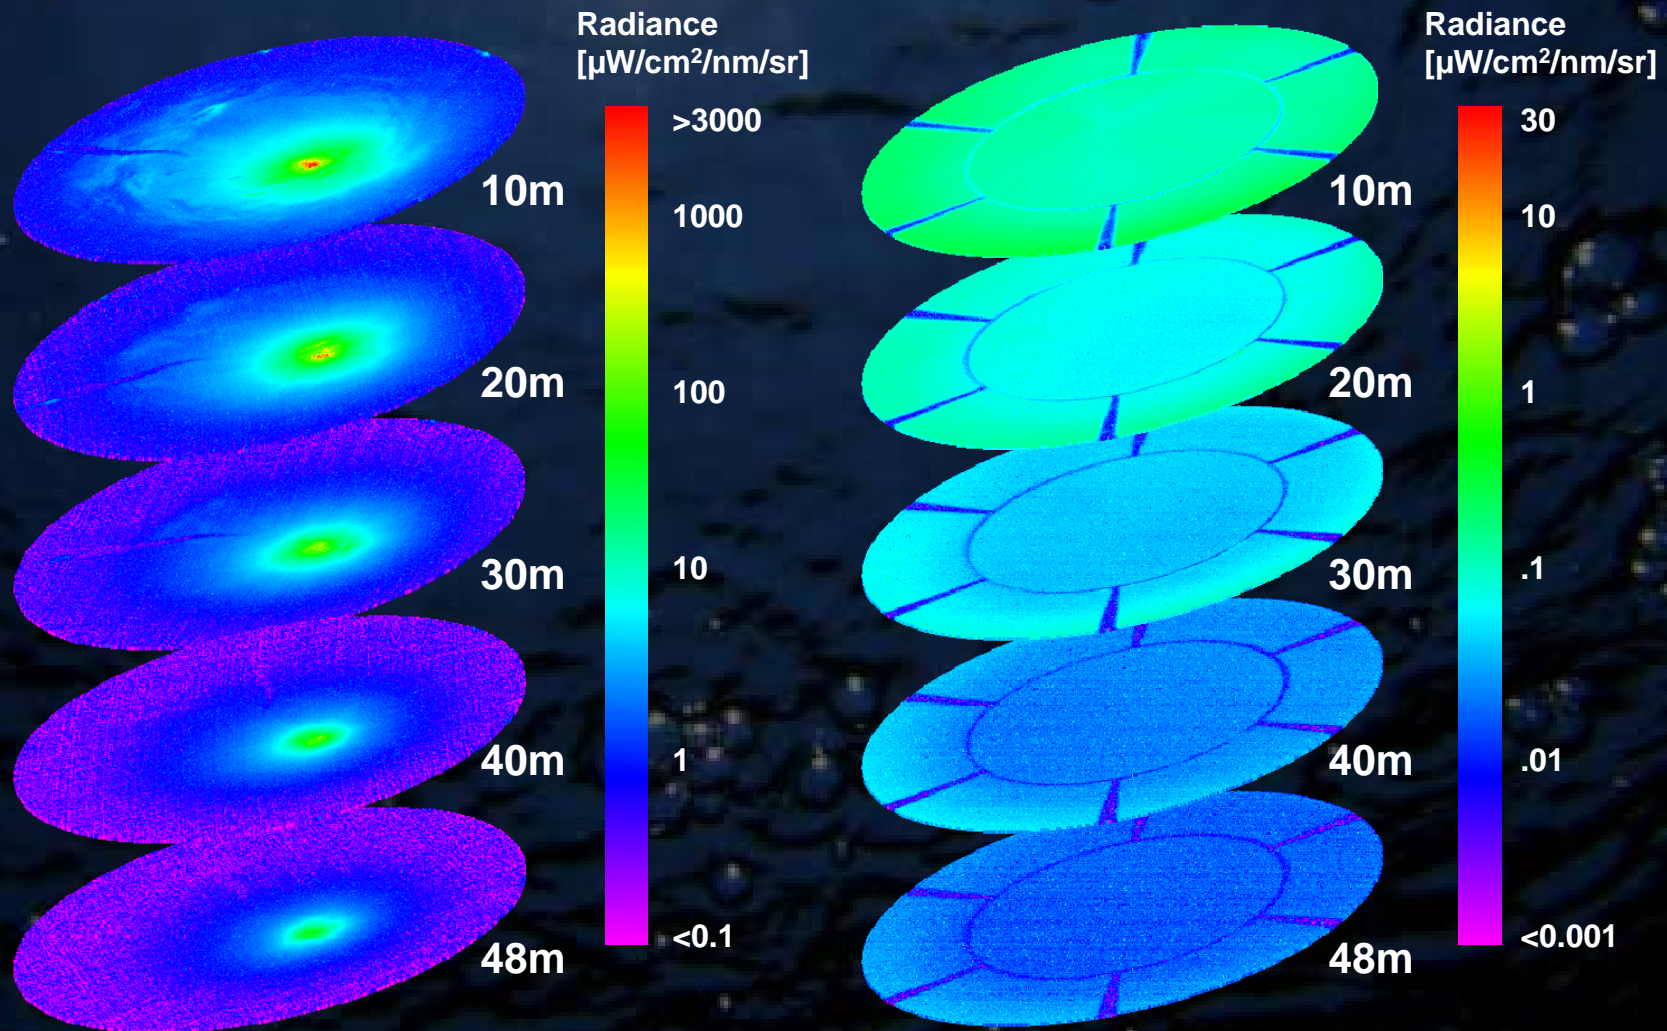 Radiance
[µW/cm²/nm/sr]
>3000
1000
100
10
1
<0.1
10m
20m
30m
40m
48m
Radiance
[µW/cm²/nm/sr]
30
10
1
.1
.01
<0.001
10m
20m
30m
40m
48m